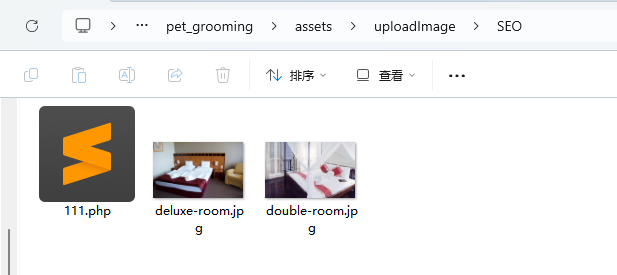 pet_grooming > assets > uploadImage > SEO >
排序 查看
111.php deluxe-room.jp double-room.jp
g g